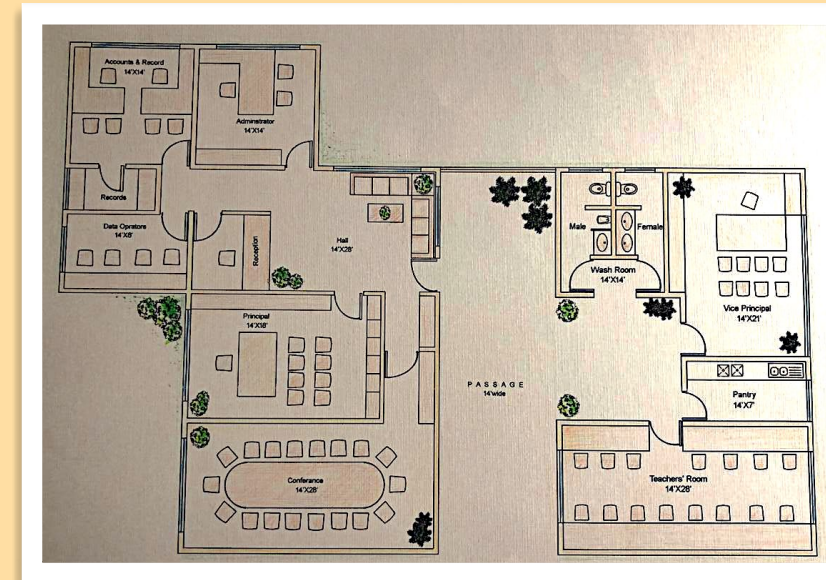 Accounts & Record
14'X14'
Adminstrator
14'X14'
Records
Data Oprators
14'X8'
Reception
Hall
14'X28'
Male
Female
Wash Room
14'X14'
Principal
14'X18'
Vice Principal
14'X21'
PASSAGE
14'wide
Pantry
14'X7'
Conferance
14'X28'
Teachers' Room
14'X28'